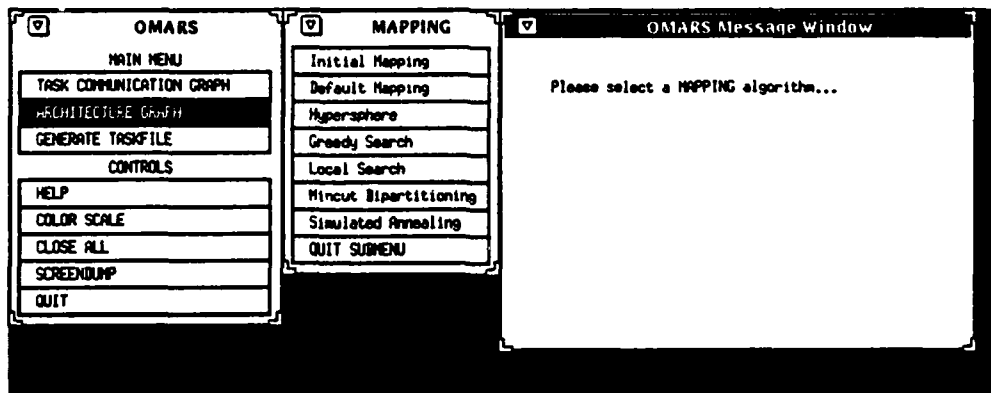 OMARS
MAIN MENU
TASK COMMUNICATION GRAPH
ARCHITECTURE GRAPH
GENERATE TASKFILE
CONTROLS
HELP
COLOR SCALE
CLOSE ALL
SCREENDUMP
QUIT
MAPPING
Initial Mapping
Default Mapping
Hypersphere
Greedy Search
Local Search
Mincut Bipartitioning
Simulated Annealing
QUIT SUBMENU
OMARS Message Window
Please select a MAPPING algorithm...